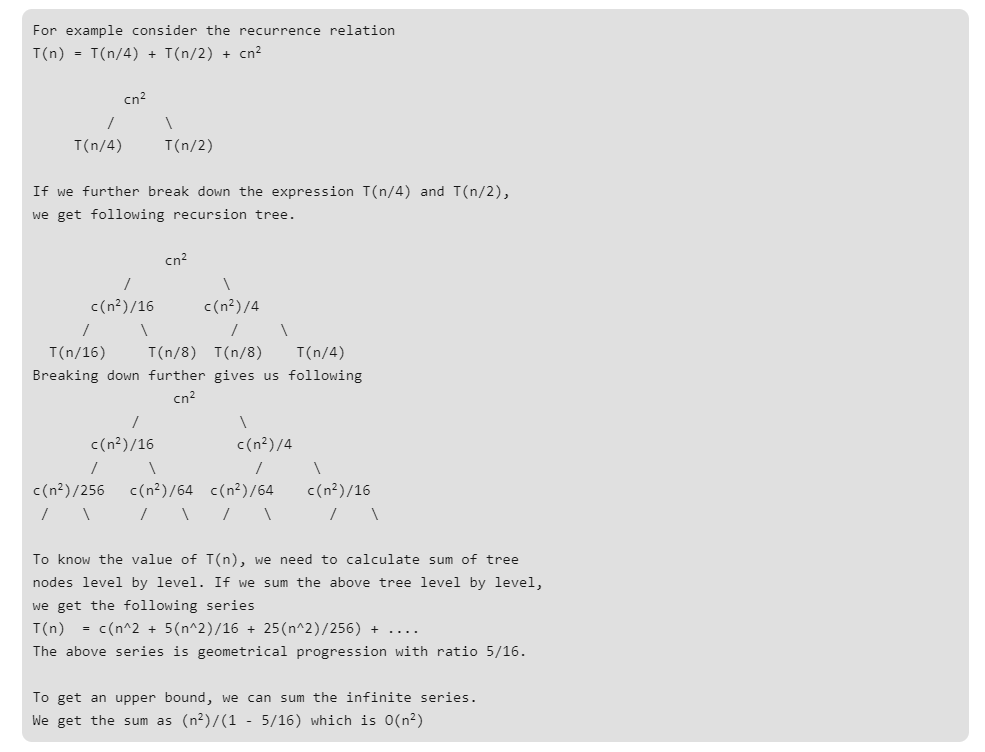 For example consider the recurrence relation
T(n) = T(n/4) + T(n/2) + cn²
cn²
/ \
T(n/4) T(n/2)
If we further break down the expression T(n/4) and T(n/2),
we get following recursion tree.
cn²
/ \
c(n²)/16 c(n²)/4
/ \ / \
T(n/16) T(n/8) T(n/8) T(n/4)
Breaking down further gives us following
cn²
/ \
c(n²)/16 c(n²)/4
/ \ / \
c(n²)/256 c(n²)/64 c(n²)/64 c(n²)/16
/ \ / \ / \ / \
To know the value of T(n), we need to calculate sum of tree
nodes level by level. If we sum the above tree level by level,
we get the following series
T(n) = c(n^2 + 5(n^2)/16 + 25(n^2)/256) + ....
The above series is geometrical progression with ratio 5/16.
To get an upper bound, we can sum the infinite series.
We get the sum as (n²)/(1 - 5/16) which is O(n²)